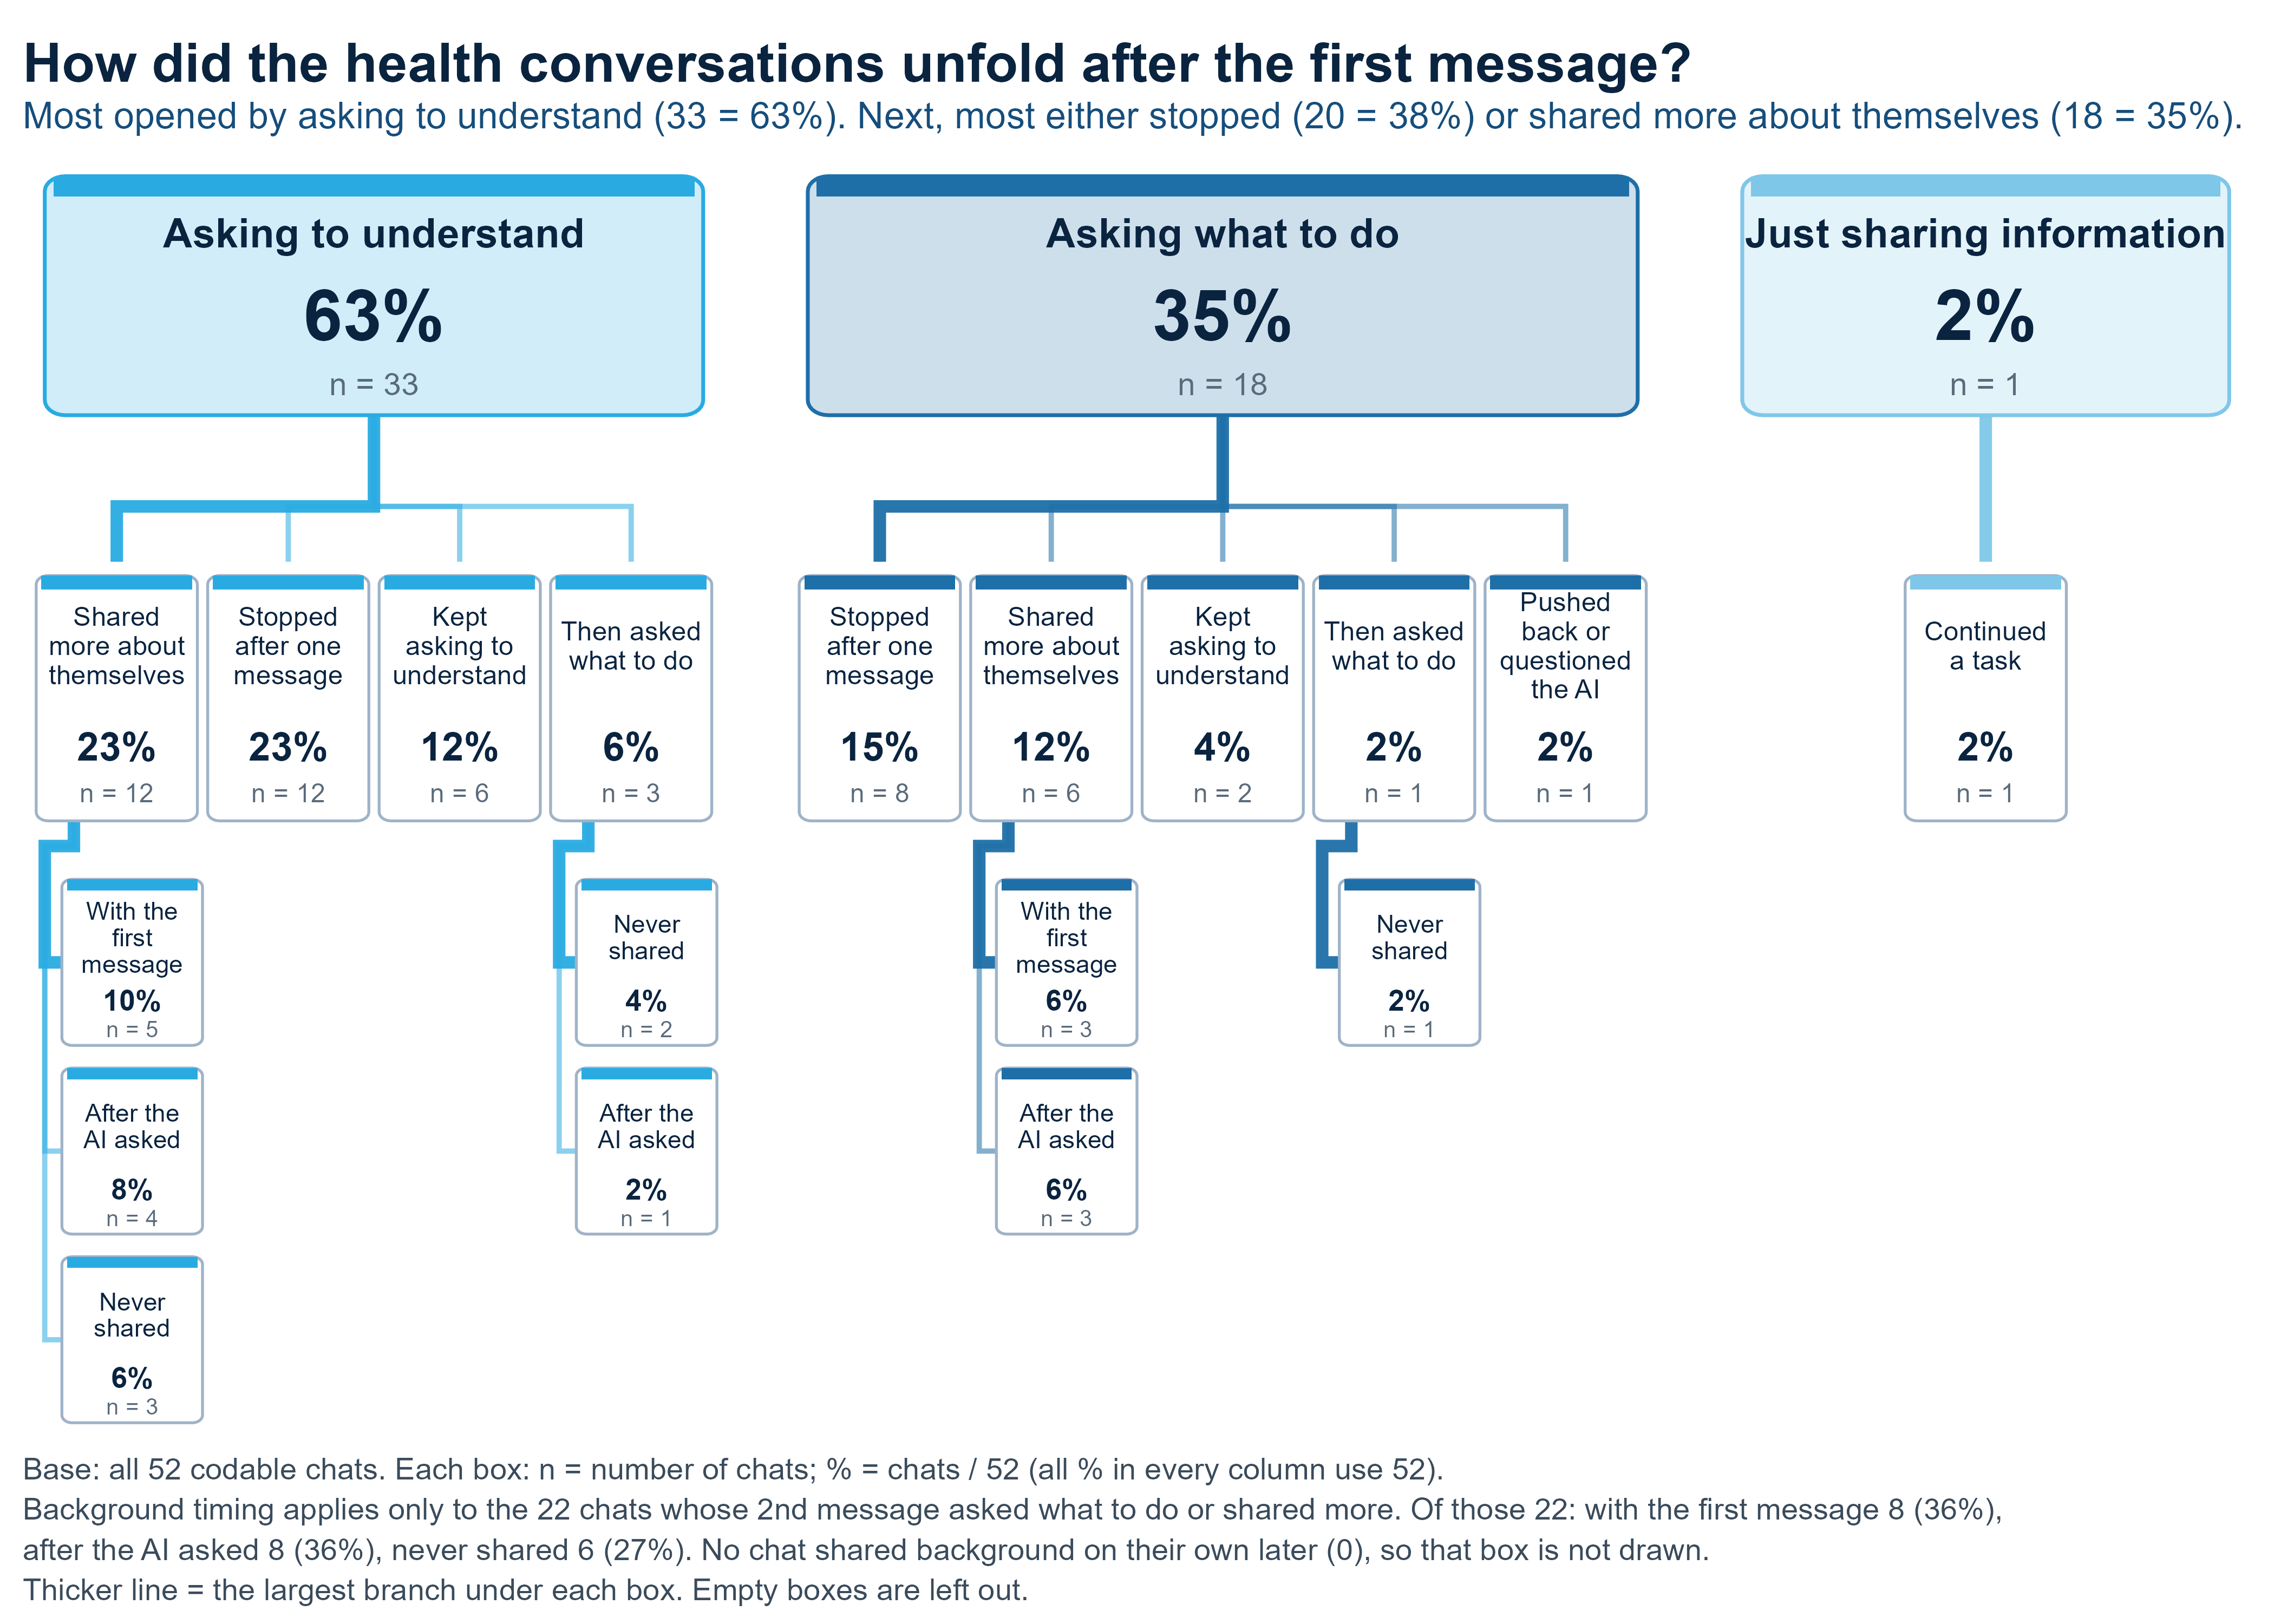 How did the health conversations unfold after the first message?
Most opened by asking to understand (33 = 63%). Next, most either stopped (20 = 38%) or shared more about themselves (18 = 35%).
Asking to understand
63%
n = 33
Asking what to do
35%
n = 18
Just sharing information
2%
n = 1
Shared
more about
themselves
23%
n = 12
Stopped
after one
message
23%
n = 12
Kept
asking to
understand
12%
n = 6
Then asked
what to do
6%
n = 3
Stopped
after one
message
15%
n = 8
Shared
more about
themselves
12%
n = 6
Kept
asking to
understand
4%
n = 2
Then asked
what to do
2%
n = 1
Pushed
back or
questioned
the AI
2%
n = 1
Continued
a task
2%
n = 1
With the
first
message
10%
n = 5
After the
AI asked
8%
n = 4
Never
shared
6%
n = 3
Never
shared
4%
n = 2
After the
AI asked
2%
n = 1
With the
first
message
6%
n = 3
After the
AI asked
6%
n = 3
Never
shared
2%
n = 1
Base: all 52 codable chats. Each box: n = number of chats; % = chats / 52 (all % in every column use 52).
Background timing applies only to the 22 chats whose 2nd message asked what to do or shared more. Of those 22: with the first message 8 (36%),
after the AI asked 8 (36%), never shared 6 (27%). No chat shared background on their own later (0), so that box is not drawn.
Thicker line = the largest branch under each box. Empty boxes are left out.